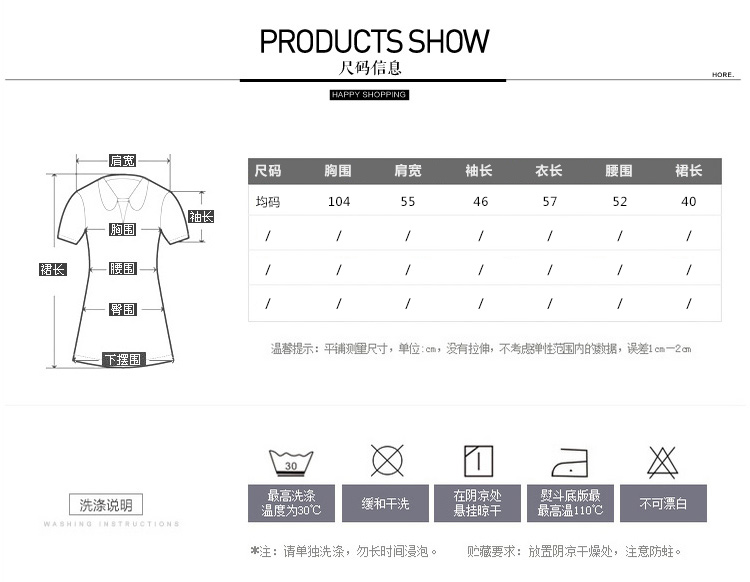 PRODUCTS SHOW
尺码信息
HORE.
HAPPY SHOPPING
肩宽
袖长
胸围
裙长
腰围
臀围
下摆围
尺码 胸围 肩宽 袖长 衣长 腰围 裙长
均码 104 55 46 57 52 40
/ / / / / / /
/ / / / / / /
/ / / / / / /
温馨提示：平铺测量尺寸，单位:cm，没有拉伸，不考虑弹性范围内的数据，误差1cm—2cm
30
最高洗涤
温度为30℃
缓和干洗
在阴凉处
悬挂晾干
熨斗底版最
最高温110℃
不可漂白
洗涤说明
WASHING INSTRUCTIONS
*注：请单独洗涤，勿长时间浸泡。 贮藏要求：放置阴凉干燥处，注意防蛀。